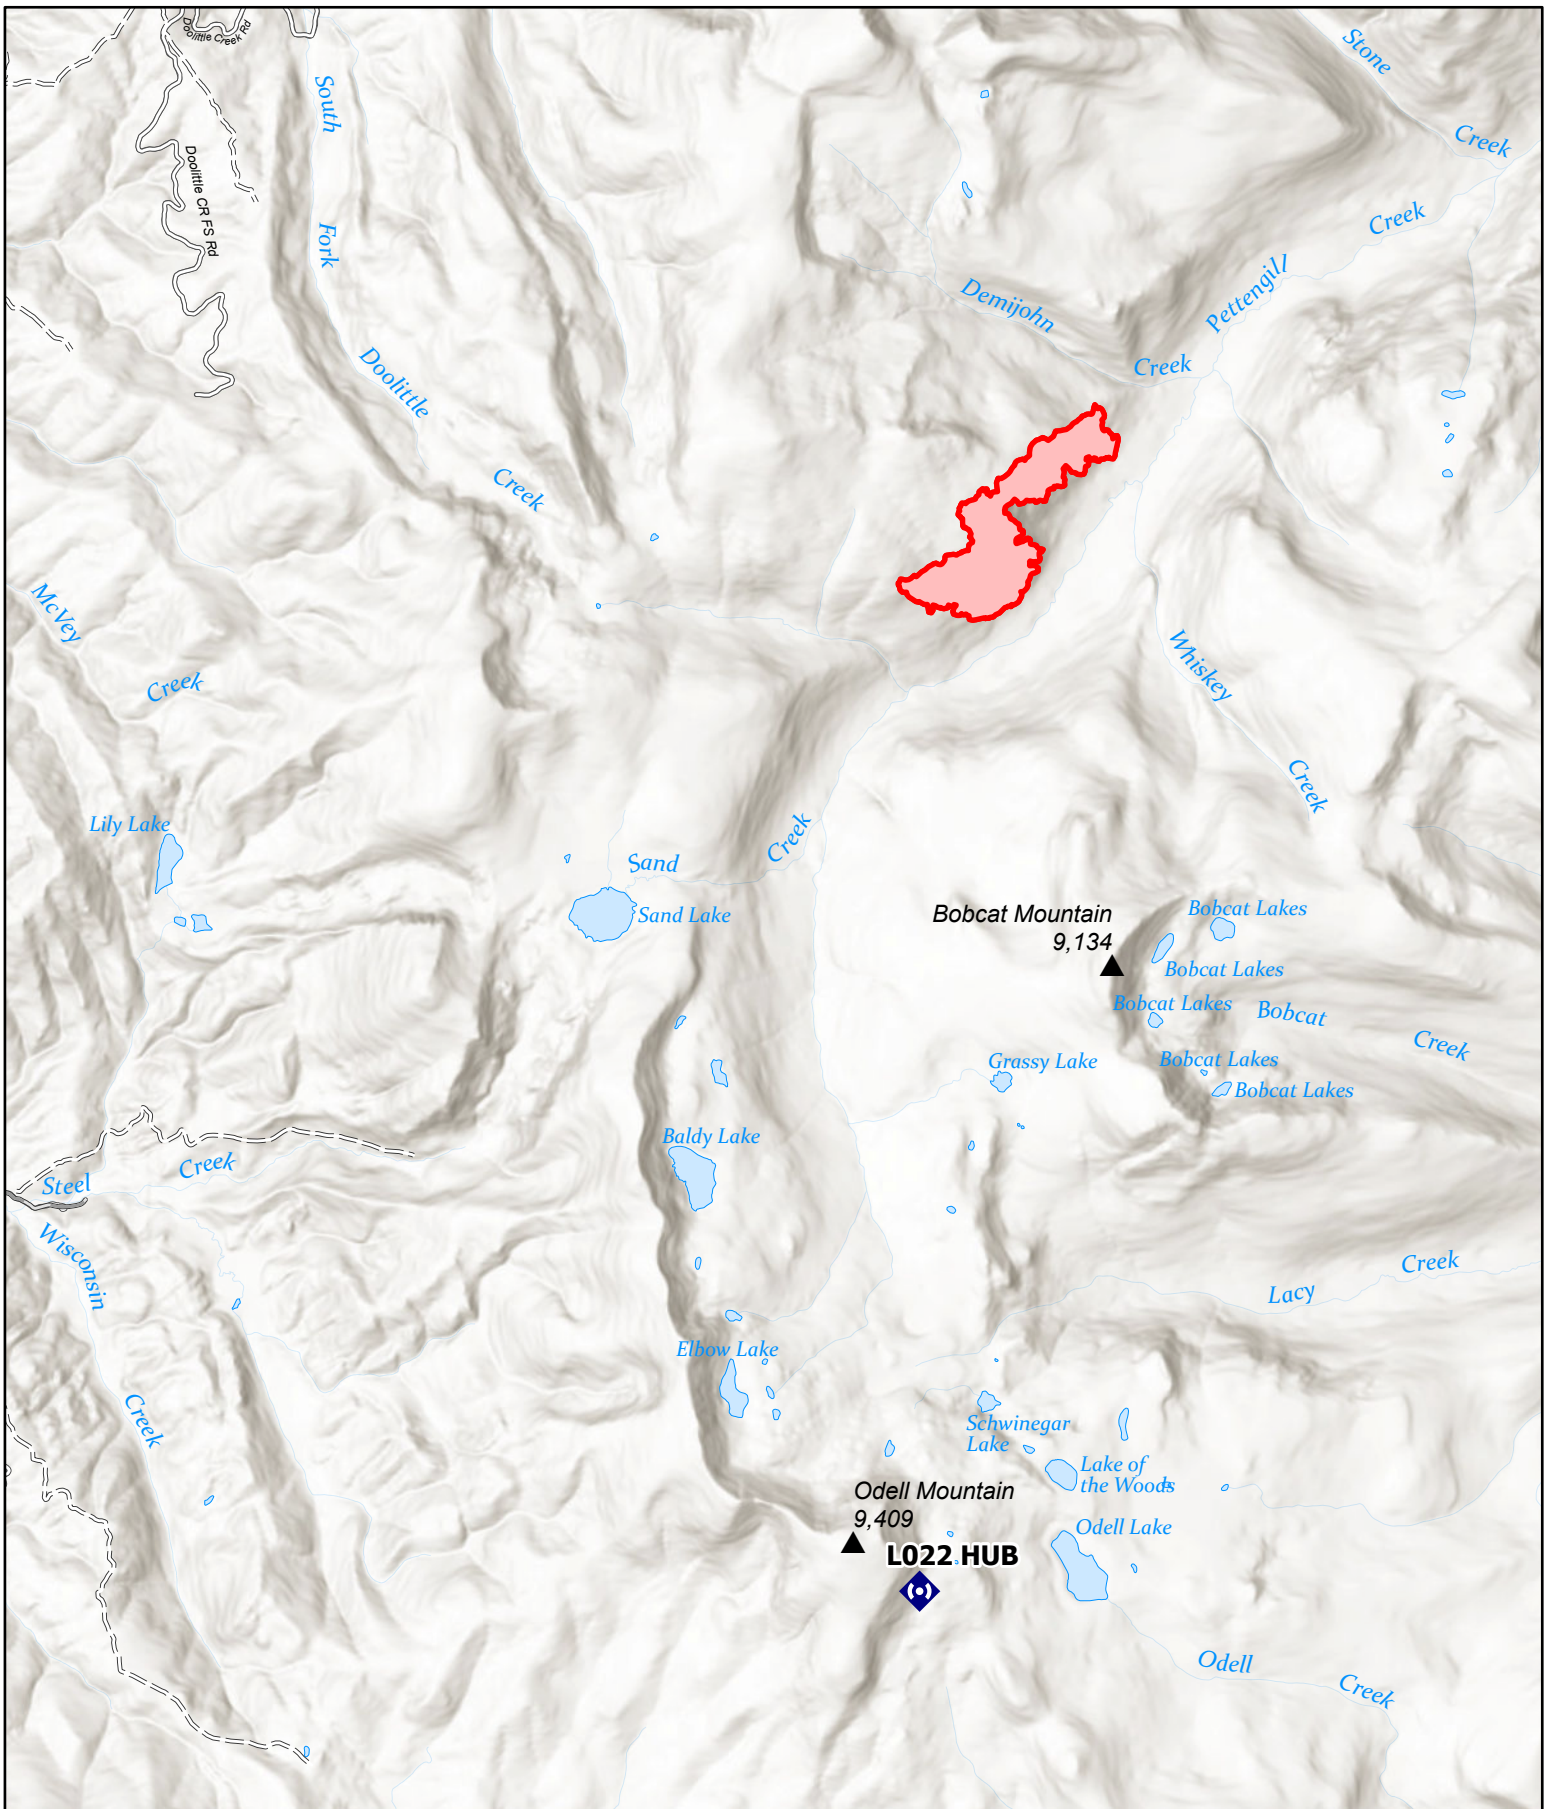 Doolittle Creek Rd
Stone
South
Creek
Doolittle CR FS Rd
Creek
Fork
Pettengill
Demijohn
Doolittle
Creek
Creek
McVey
Whiskey
Creek
Creek
Lily Lake
Creek
Sand
Sand Lake
Bobcat Mountain
9,134
Bobcat Lakes
Bobcat Lakes
Bobcat Lakes
Bobcat
Creek
Grassy Lake
Bobcat Lakes
Bobcat Lakes
Baldy Lake
Creek
Steel
Wisconsin
Creek
Lacy
Elbow Lake
Creek
Schwinegar
Lake
Lake of
the Woods
Odell Mountain
9,409
Odell Lake
L022 HUB
Odell
Creek